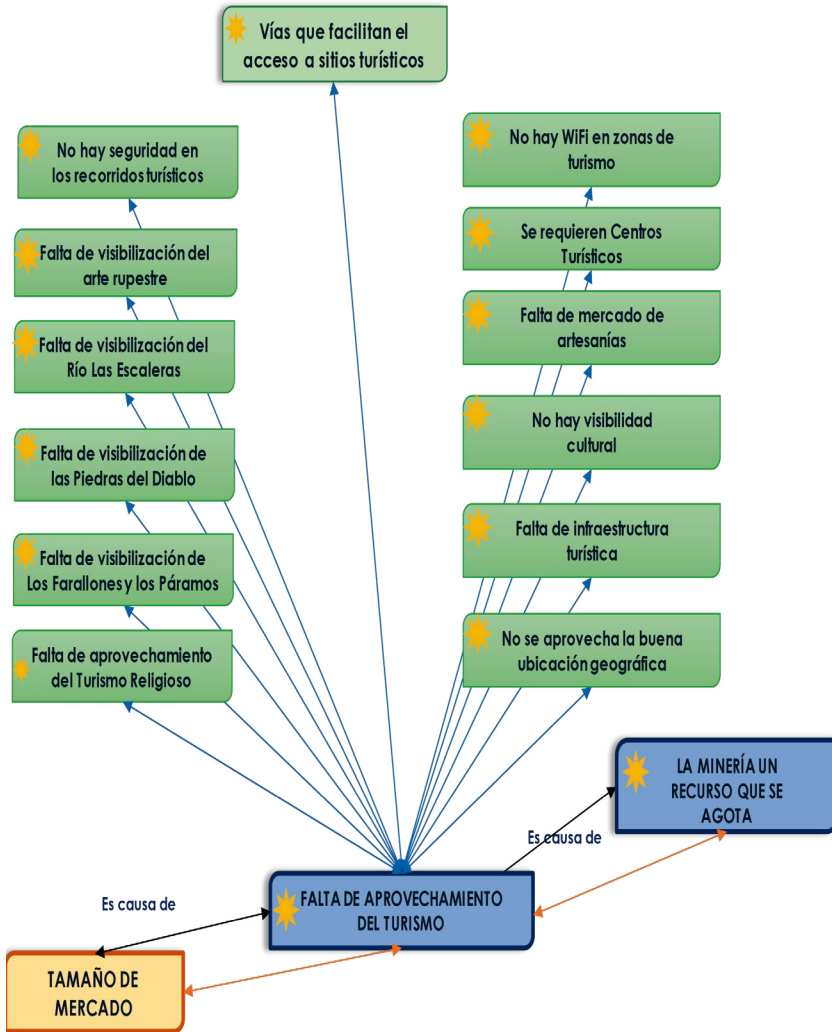 Vías que facilitan el
acceso a sitios turísticos
No hay seguridad en
los recorridos turísticos
Falta de visibilización del
arte rupestre
Falta de visibilización del
Río Las Escaleras
Falta de visibilización de
las Piedras del Diablo
Falta de visibilización de
Los Farallones y los Páramos
Falta de aprovechamiento
del Turismo Religioso
No hay WiFi en zonas de
turismo
Se requieren Centros
Turísticos
Falta de mercado de
artesanías
No hay visibilidad
cultural
Falta de infraestructura
turística
No se aprovecha la buena
ubicación geográfica
LA MINERÍA UN
RECURSO QUE SE
AGOTA
Es causa de
FALTA DE APROVECHAMIENTO
DEL TURISMO
Es causa de
TAMAÑO DE
MERCADO